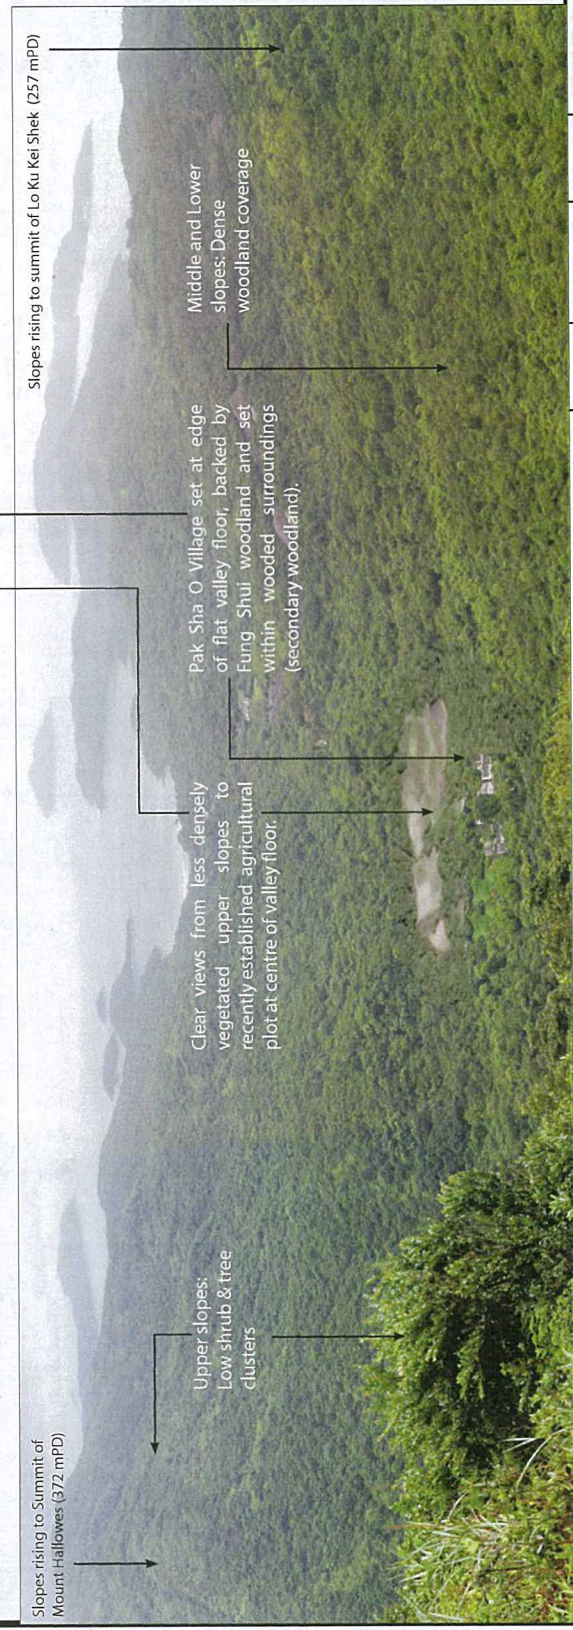 Slopes rising to Summit of
Mount Hallowes (372 mPD)
Upper slopes:
Low shrub & tree
clusters
Clear views from less densely
vegetated upper slopes to
recently established agricultural
plot at centre of valley floor.
Pak Sha O Village set at edge
of flat valley floor, backed by
Fung Shui woodland and set
within wooded surroundings
(secondary woodland).
Middle and Lower
slopes: Dense
woodland coverage
Slopes rising to summit of Lo Ku Kei Shek (257 mPD)